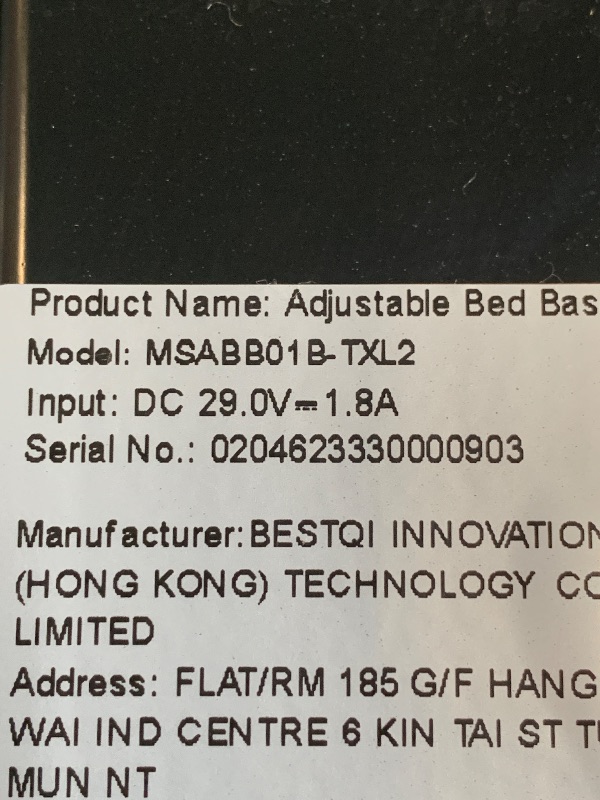 Product Name: Adjustable Bed Bas
Model: MSABB01B-TXL2
Input: DC 29.0V⎓1.8A
Serial No.: 0204623330000903
Manufacturer:BESTQI INNOVATION
(HONG KONG) TECHNOLOGY CO
LIMITED
Address: FLAT/RM 185 G/F HANG
WAI IND CENTRE 6 KIN TAI ST TU
MUN NT